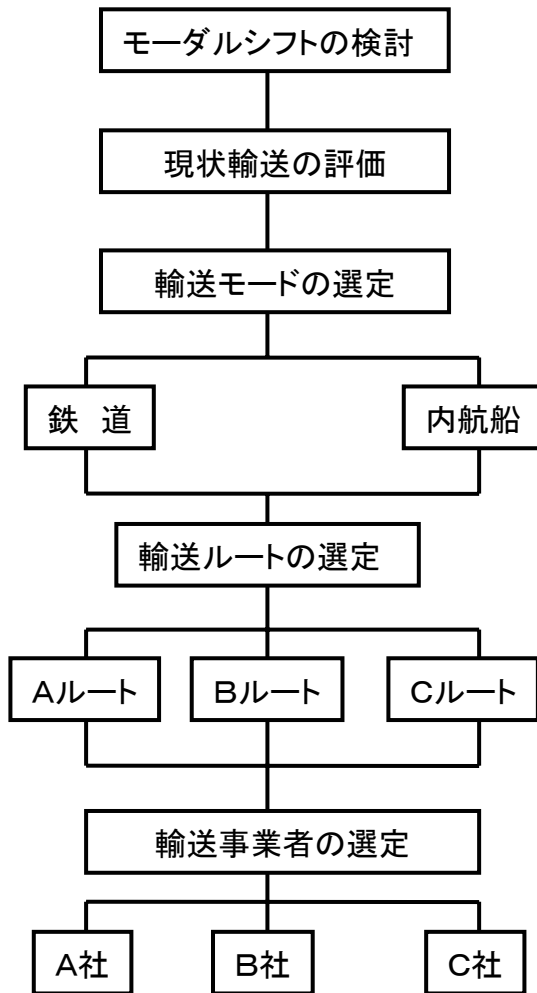 モーダルシフトの検討
現状輸送の評価
輸送モードの選定
鉄　道
内航船
輸送ルートの選定
Aルート
Bルート
Cルート
輸送事業者の選定
A社
B社
C社